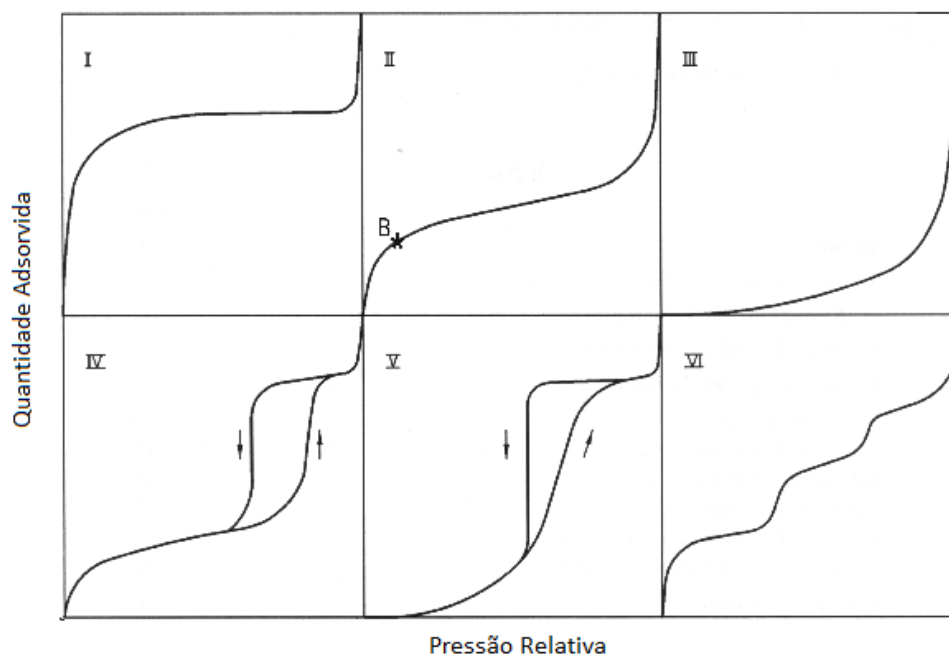 I
II
III
B
Quantidade Adsorvida
IV
V
VI
Pressão Relativa